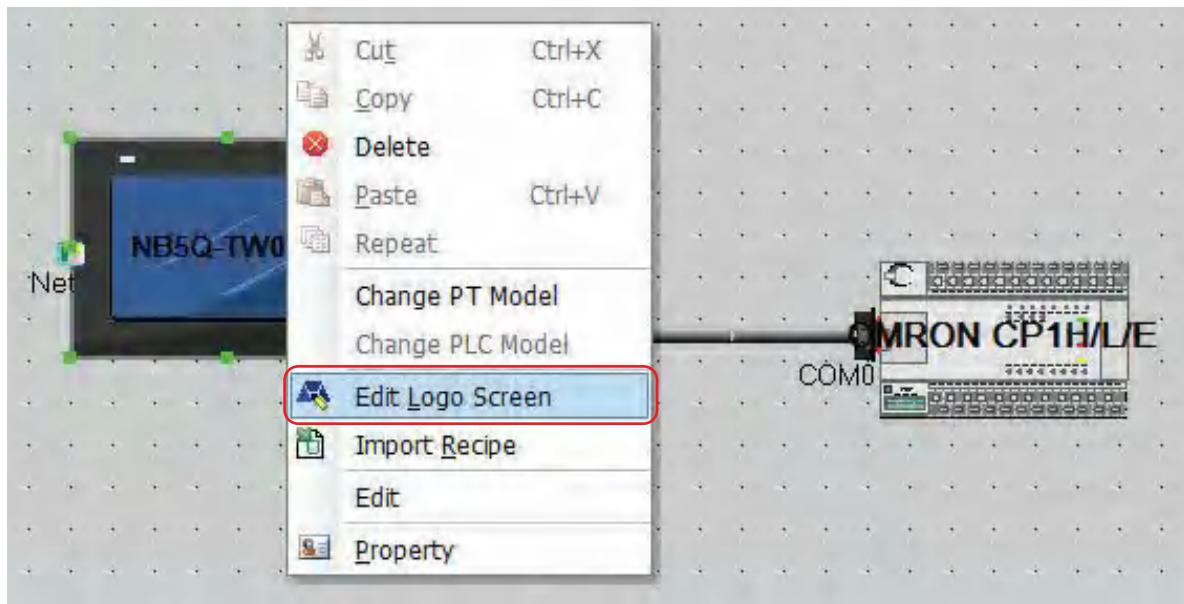 Cut Ctrl+X
Copy Ctrl+C
Delete
Paste Ctrl+V
Repeat
Change PT Model
Change PLC Model
Edit Logo Screen
Import Recipe
Edit
Property
NB5Q-TW0
Net
OMRON CP1H/L/E
COM0